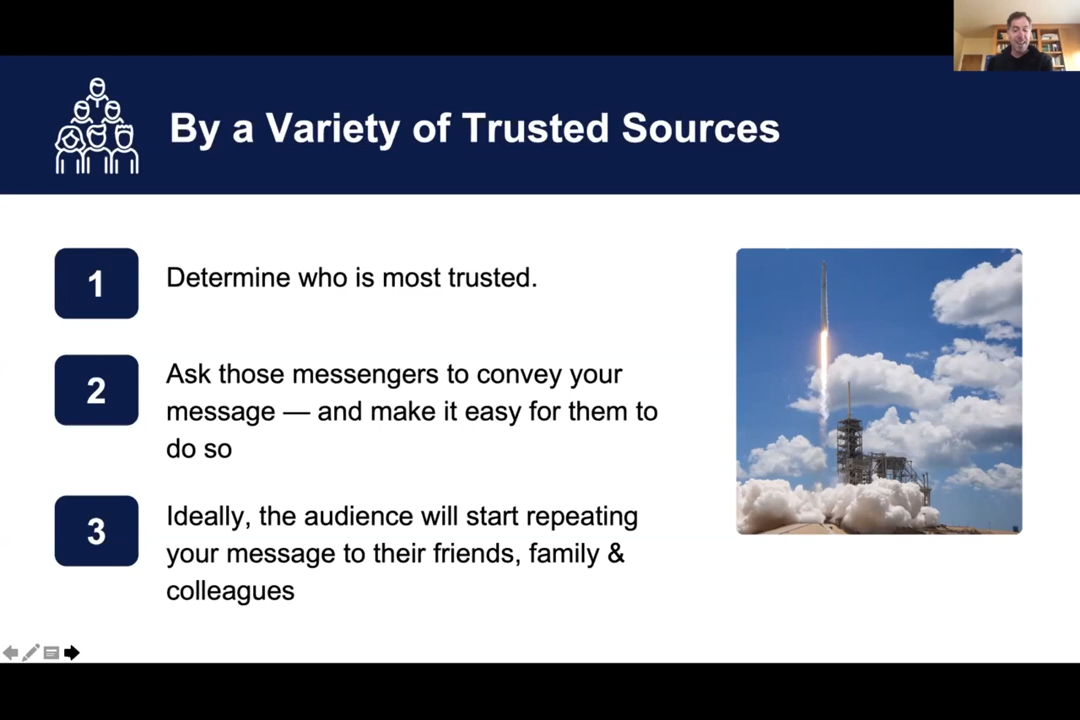 By a Variety of Trusted Sources
1
Determine who is most trusted.
2
Ask those messengers to convey your
message — and make it easy for them to
do so
3
Ideally, the audience will start repeating
your message to their friends, family &
colleagues